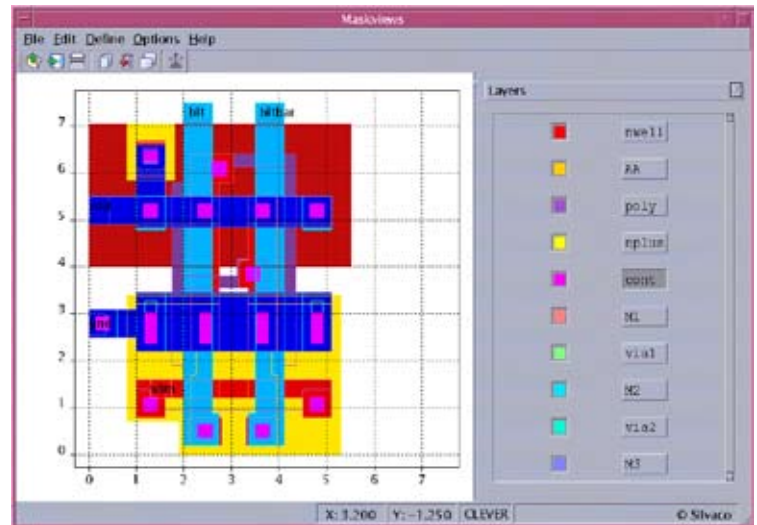 Maskviews
File Edit Define Options Help
Layers
nwell
AA
poly
nplus
cont
M1
via1
M2
via2
M3
bit
bitbar
7
6
5
4
3
2
1
0
0 1 2 3 4 5 6 7
X: 3.200 Y: -1.250 CLEVER © Silvaco